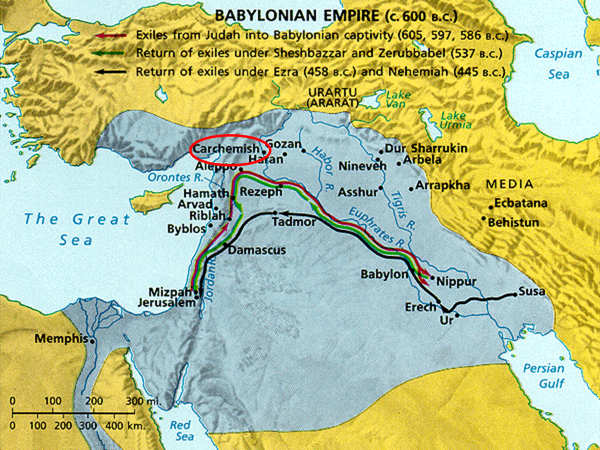 BABYLONIAN EMPIRE (c. 600 B.C.)
Exiles from Judah into Babylonian captivity (605, 597, 586 B.C.)
Return of exiles under Sheshbazzar and Zerubbabel (537 B.C.)
Return of exiles under Ezra (458 B.C.) and Nehemiah (445 B.C.)
Caspian
Sea
URARTU
(ARARAT)
Lake
Van
Lake
Urmia
Carchemish
Gozan
Haran
Aleppo
Habor R.
Dur Sharrukin
Nineveh
Arbela
Orontes R.
Hamath
Rezeph
Asshur
Arrapkha
MEDIA
Ecbatana
Behistun
Arvad
Riblah
Byblos
Tadmor
Tigris R.
Euphrates R.
The Great
Sea
Damascus
Babylon
Nippur
Mizpah
Jerusalem
Jordan R.
Erech
Ur
Susa
Memphis
Persian
Gulf
0 100 200 300 mi.
0 100 200 300 400 km.
Red
Sea